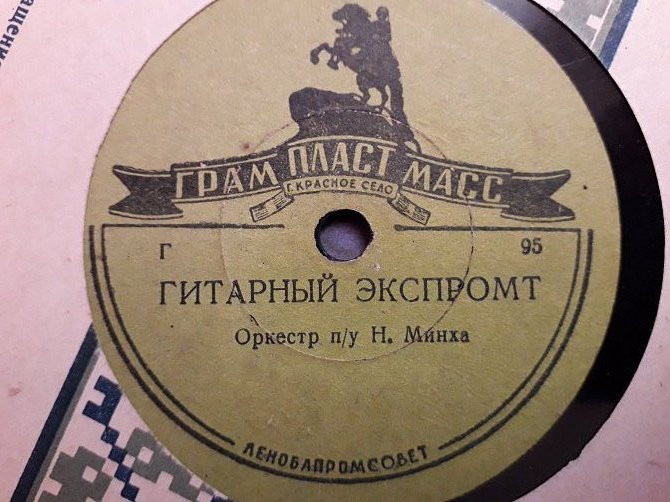 ГРАМ ПЛАСТ МАСС
Г. КРАСНОЕ СЕЛО
Г 95
ГИТАРНЫЙ ЭКСПРОМТ
Оркестр п/у Н. Минха
ЛЕНОБЛПРОМСОВЕТ